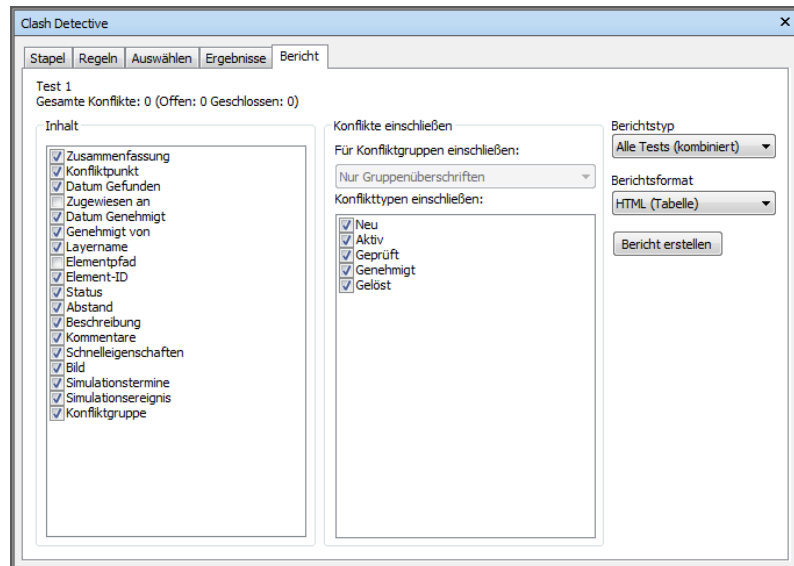 Clash Detective
Stapel Regeln Auswählen Ergebnisse Bericht
Test 1
Gesamte Konflikte: 0 (Offen: 0 Geschlossen: 0)
Inhalt
Zusammenfassung
Konfliktpunkt
Datum Gefunden
Zugewiesen an
Datum Genehmigt
Genehmigt von
Layername
Elementpfad
Element-ID
Status
Abstand
Beschreibung
Kommentare
Schnelleigenschaften
Bild
Simulationstermine
Simulationsereignis
Konfliktgruppe
Konflikte einschließen
Für Konfliktgruppen einschließen:
Nur Gruppenüberschriften
Konflikttypen einschließen:
Neu
Aktiv
Geprüft
Genehmigt
Gelöst
Berichtstyp
Alle Tests (kombiniert)
Berichtsformat
HTML (Tabelle)
Bericht erstellen